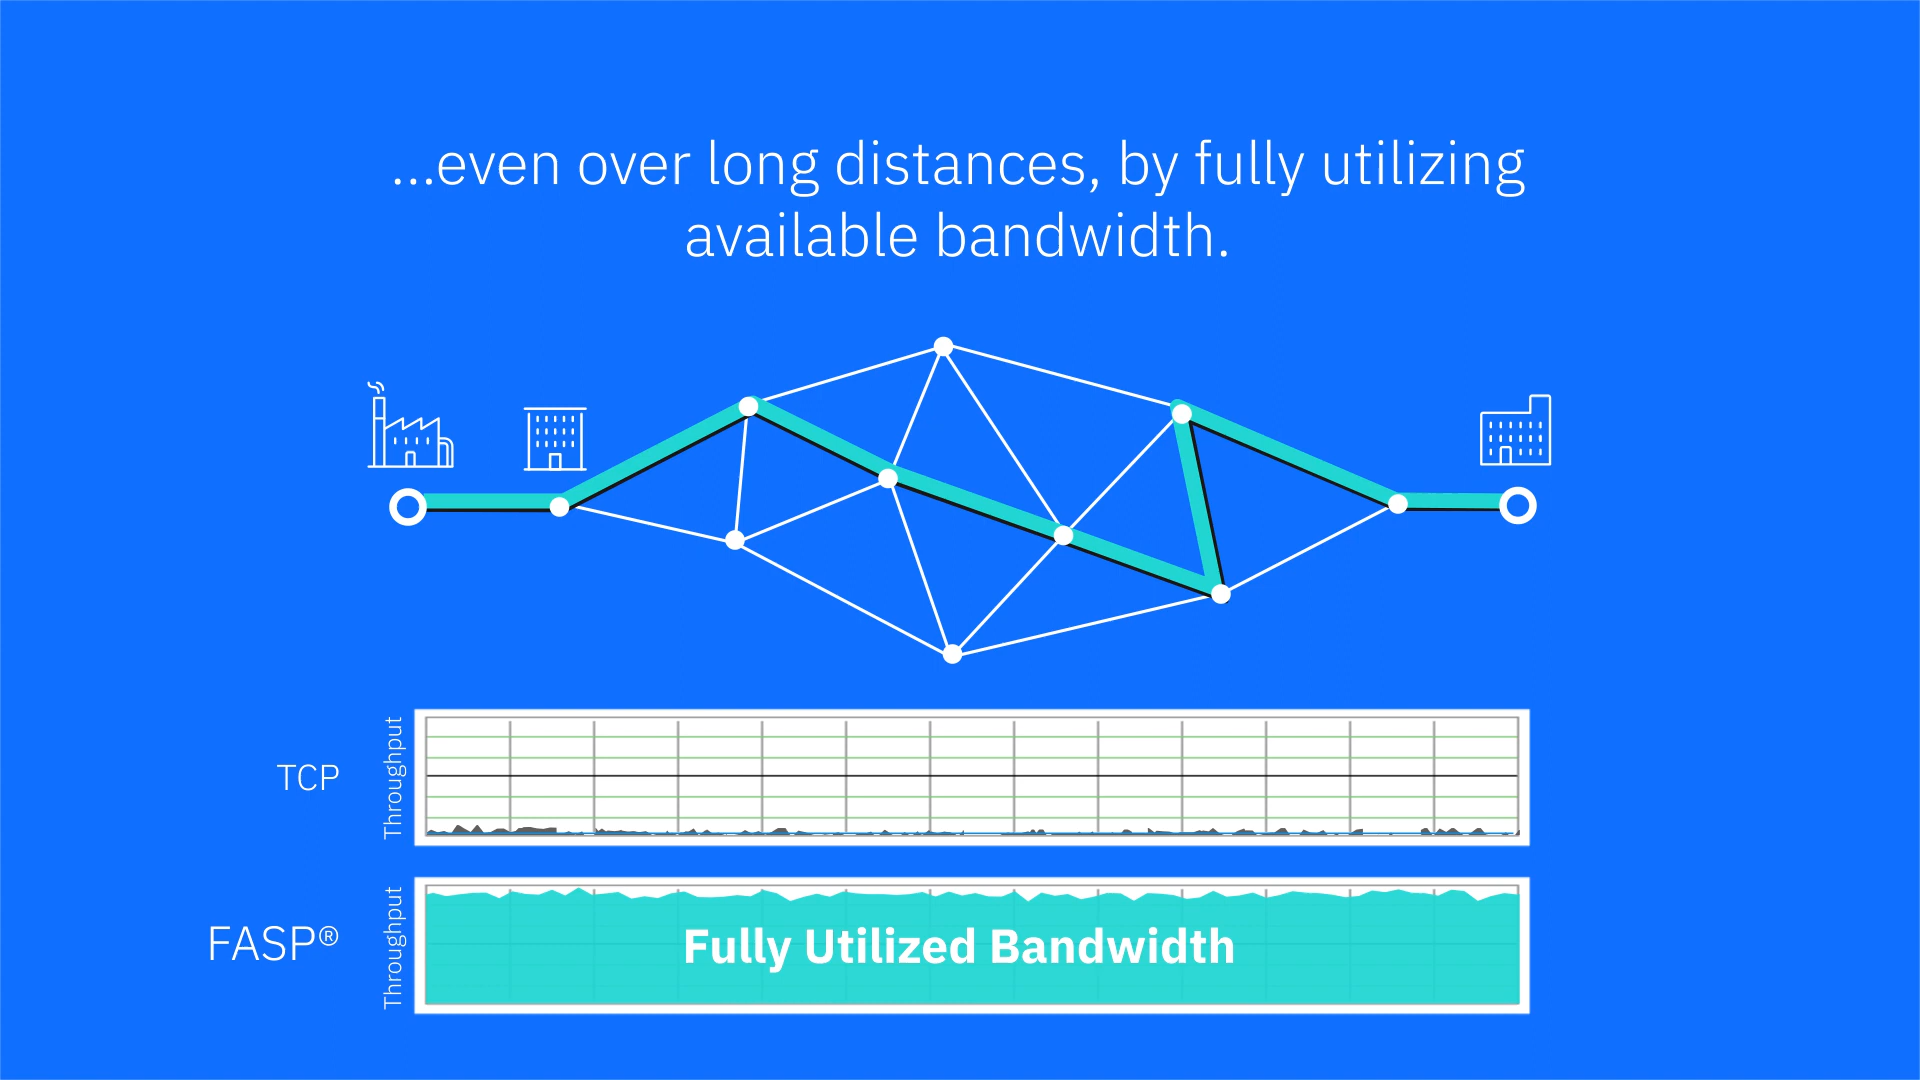 ...even over long distances, by fully utilizing
available bandwidth.
TCP
Throughput
FASP®
Throughput
Fully Utilized Bandwidth